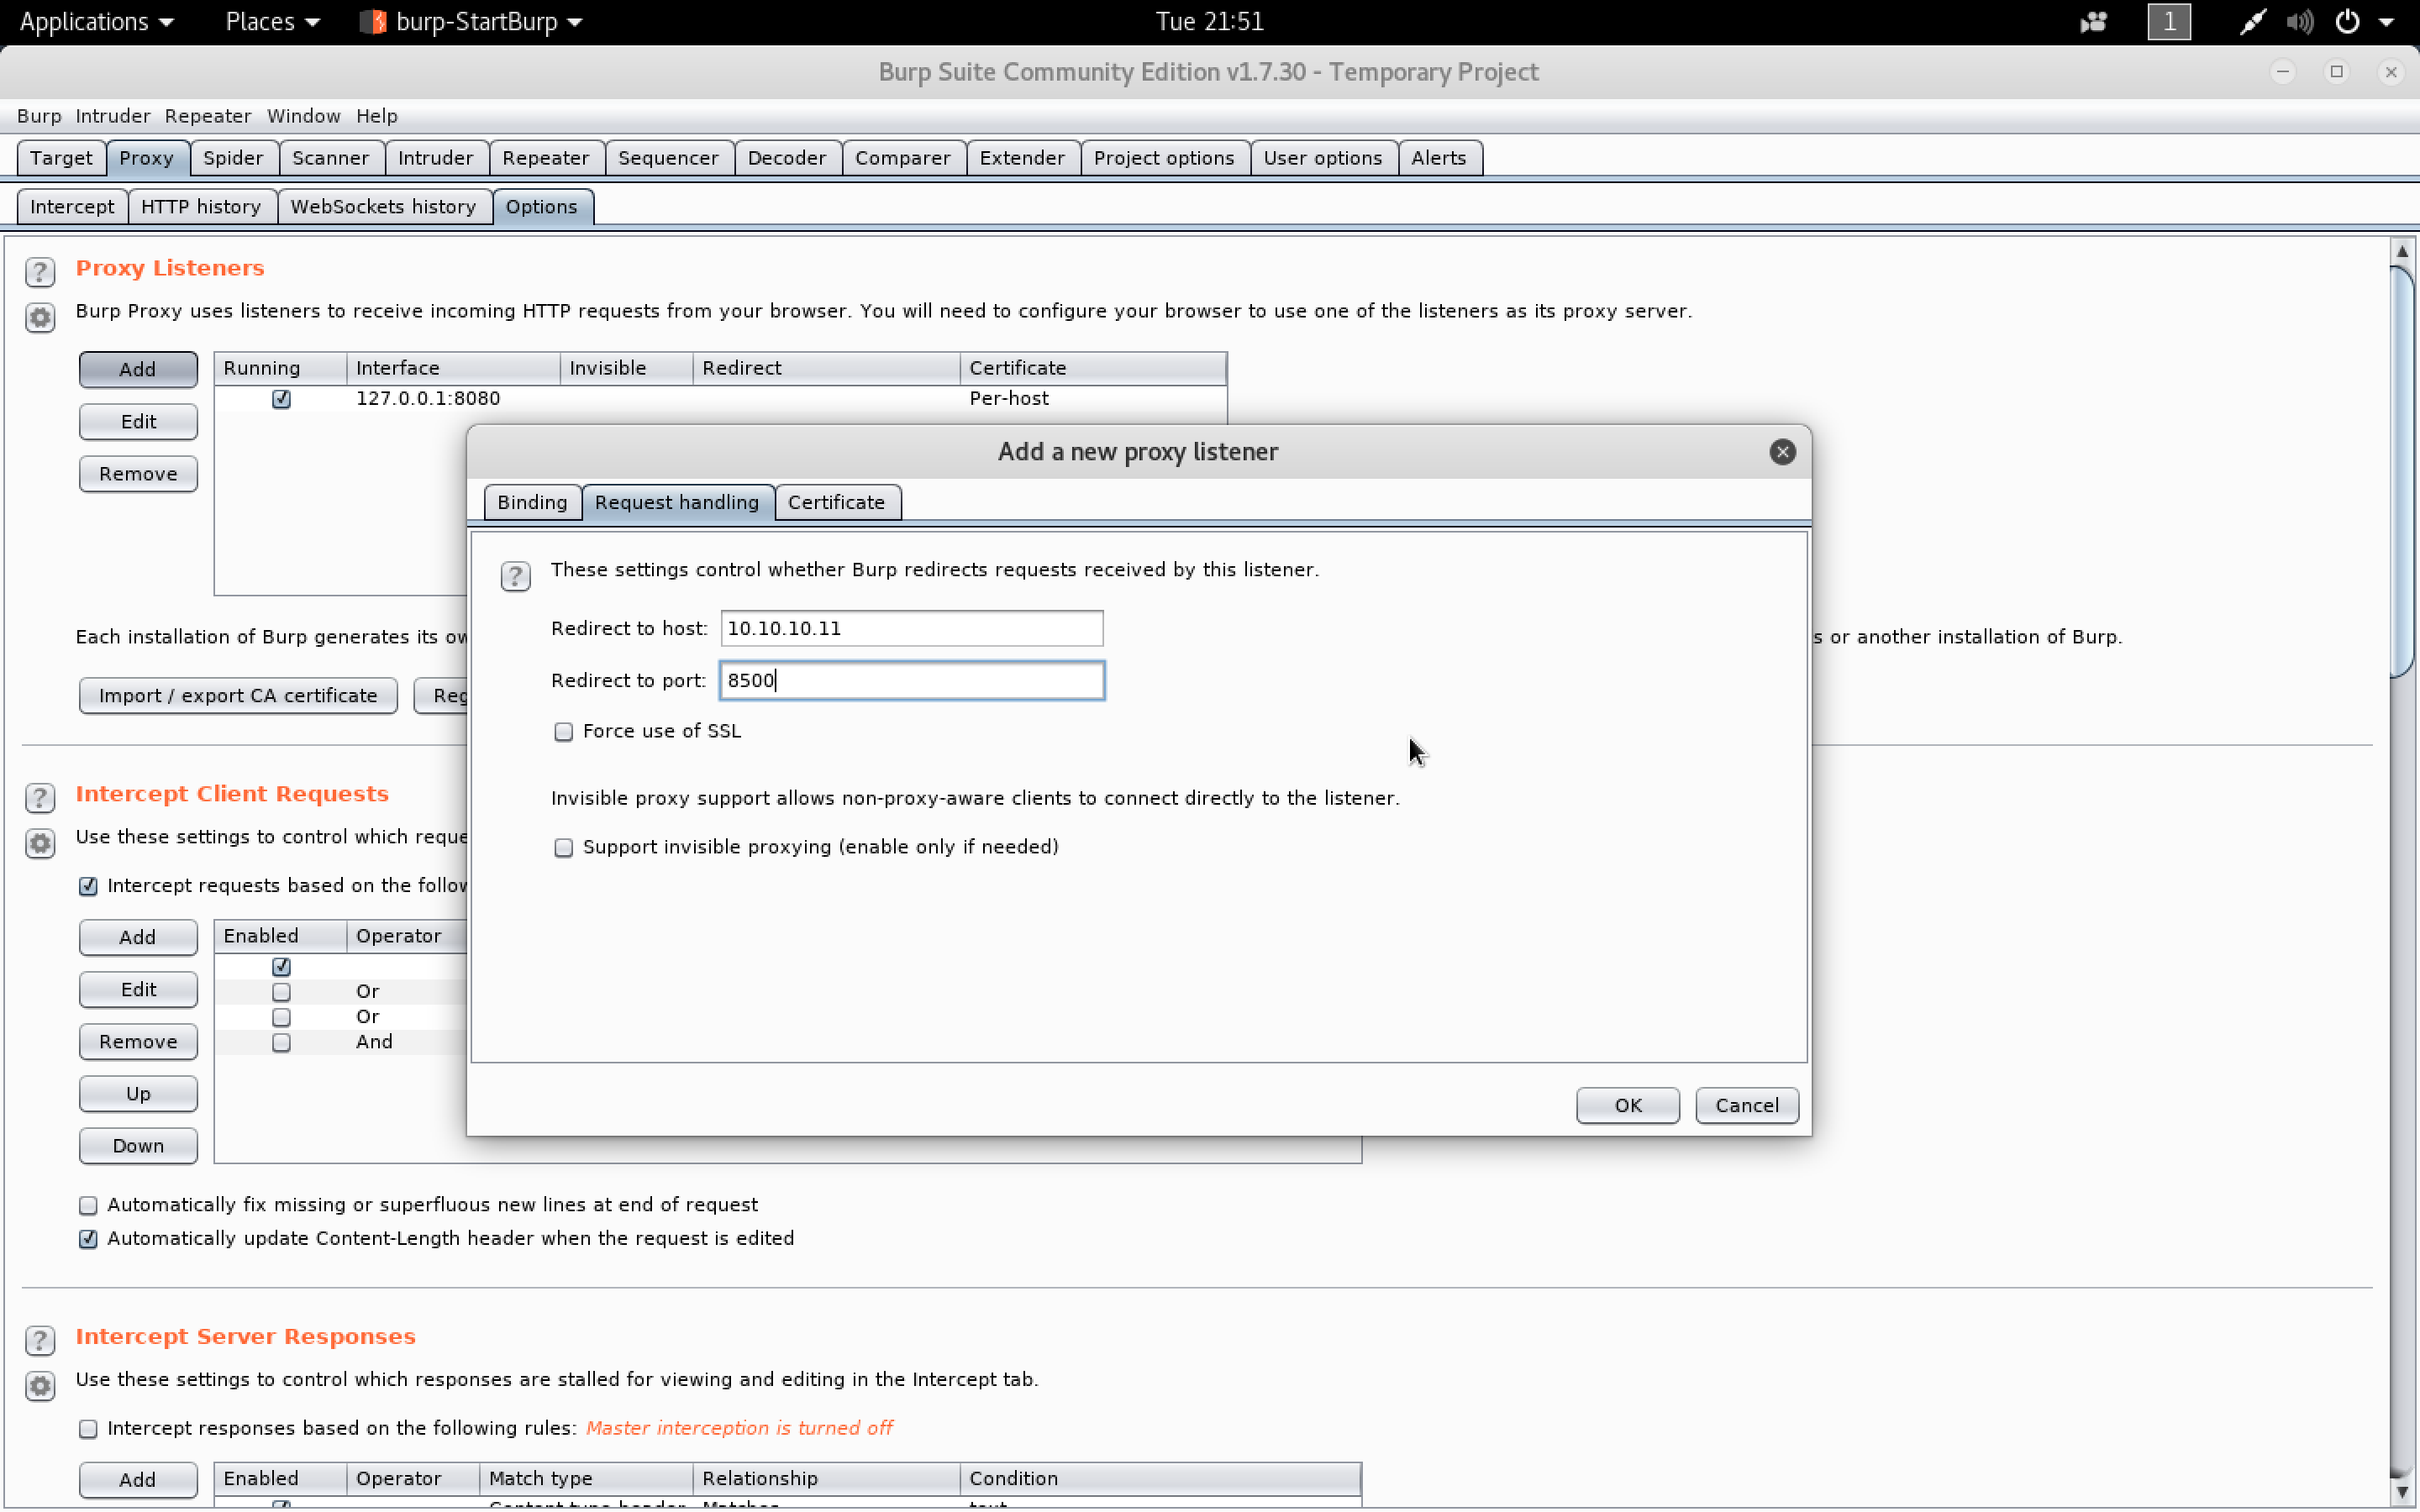 Applications Places burp-StartBurp Tue 21:51 1
Burp Suite Community Edition v1.7.30 - Temporary Project
Burp Intruder Repeater Window Help
Target Proxy Spider Scanner Intruder Repeater Sequencer Decoder Comparer Extender Project options User options Alerts
Intercept HTTP history WebSockets history Options
? Proxy Listeners
Burp Proxy uses listeners to receive incoming HTTP requests from your browser. You will need to configure your browser to use one of the listeners as its proxy server.
Add Running Interface Invisible Redirect Certificate
127.0.0.1:8080 Per-host
Edit
Remove
Add a new proxy listener
Binding Request handling Certificate
? These settings control whether Burp redirects requests received by this listener.
Redirect to host: 10.10.10.11
Redirect to port: 8500
Force use of SSL
Invisible proxy support allows non-proxy-aware clients to connect directly to the listener.
Support invisible proxying (enable only if needed)
OK Cancel
Each installation of Burp generates its ow
s or another installation of Burp.
Import / export CA certificate Reg
? Intercept Client Requests
Use these settings to control which reque
Intercept requests based on the follow
Add Enabled Operator
Edit Or
Or
Remove And
Up
Down
Automatically fix missing or superfluous new lines at end of request
Automatically update Content-Length header when the request is edited
? Intercept Server Responses
Use these settings to control which responses are stalled for viewing and editing in the Intercept tab.
Intercept responses based on the following rules: Master interception is turned off
Add Enabled Operator Match type Relationship Condition
Content type header Matches text